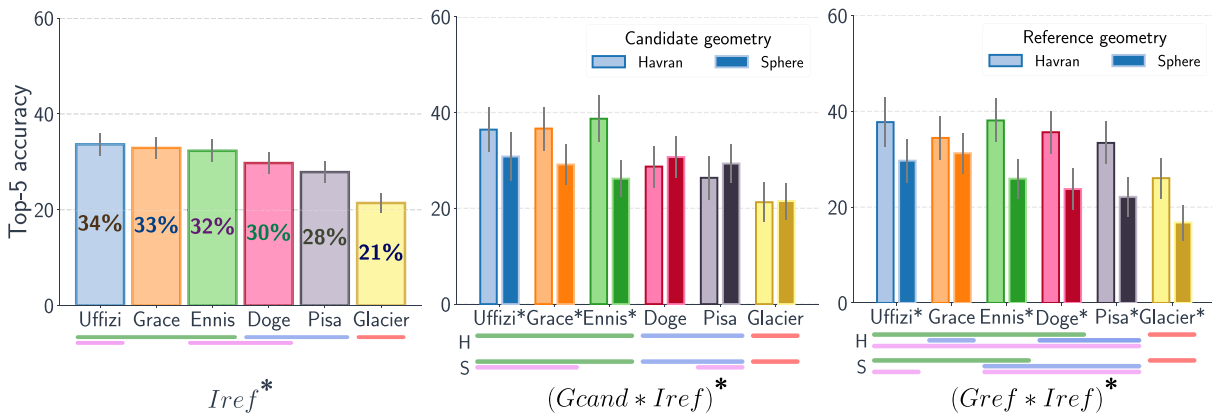 Top-5 accuracy
60
40
20
0
34%
33%
32%
30%
28%
21%
Uffizi Grace Ennis Doge Pisa Glacier
Iref*
60
40
20
0
Candidate geometry
Havran Sphere
Uffizi* Grace* Ennis* Doge Pisa Glacier
H
S
(Gcand * Iref)*
60
40
20
0
Reference geometry
Havran Sphere
Uffizi* Grace Ennis* Doge* Pisa* Glacier*
H
S
(Gref * Iref)*